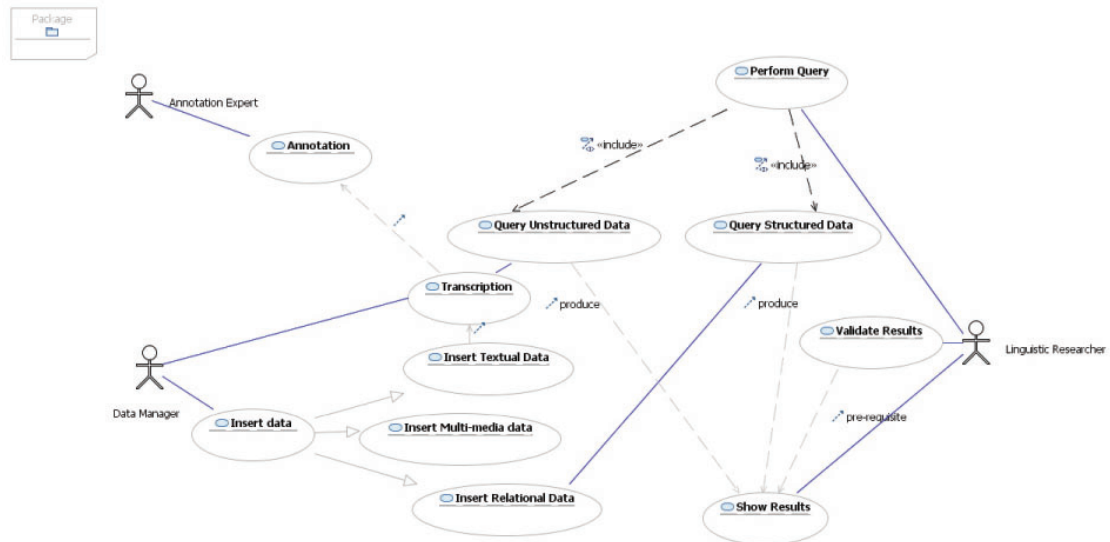 Package
Perform Query
Annotation Expert
Annotation
«include»
«include»
Query Unstructured Data
Query Structured Data
Transcription
produce
produce
Validate Results
Linguistic Researcher
Insert Textual Data
Data Manager
Insert data
Insert Multi-media data
pre-requisite
Insert Relational Data
Show Results